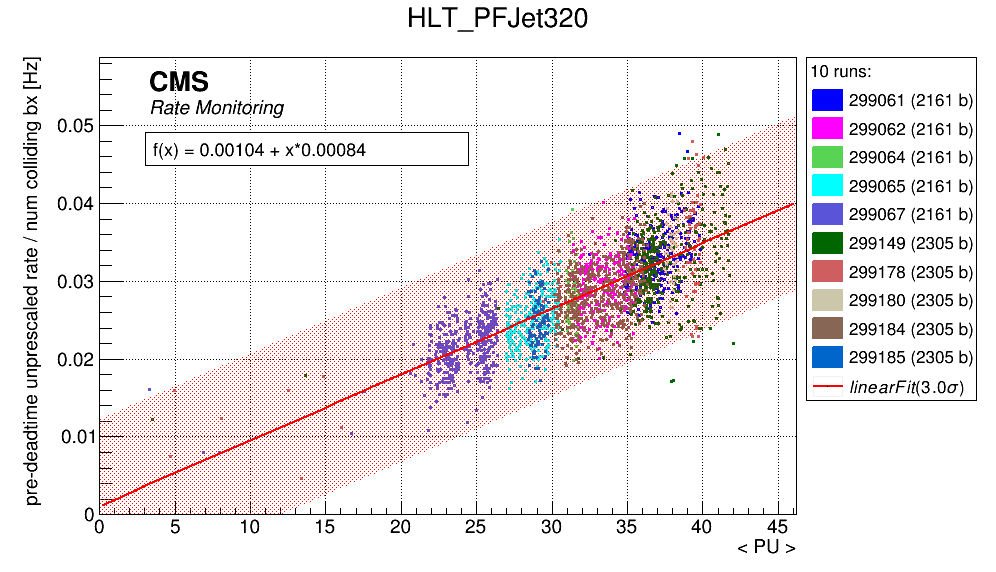 HLT_PFJet320
pre-deadtime unprescaled rate / num colliding bx [Hz]
CMS
Rate Monitoring
f(x) = 0.00104 + x*0.00084
0.05
0.04
0.03
0.02
0.01
0
0 5 10 15 20 25 30 35 40 45
< PU >
10 runs:
299061 (2161 b)
299062 (2161 b)
299064 (2161 b)
299065 (2161 b)
299067 (2161 b)
299149 (2305 b)
299178 (2305 b)
299180 (2305 b)
299184 (2305 b)
299185 (2305 b)
linearFit(3.0σ)